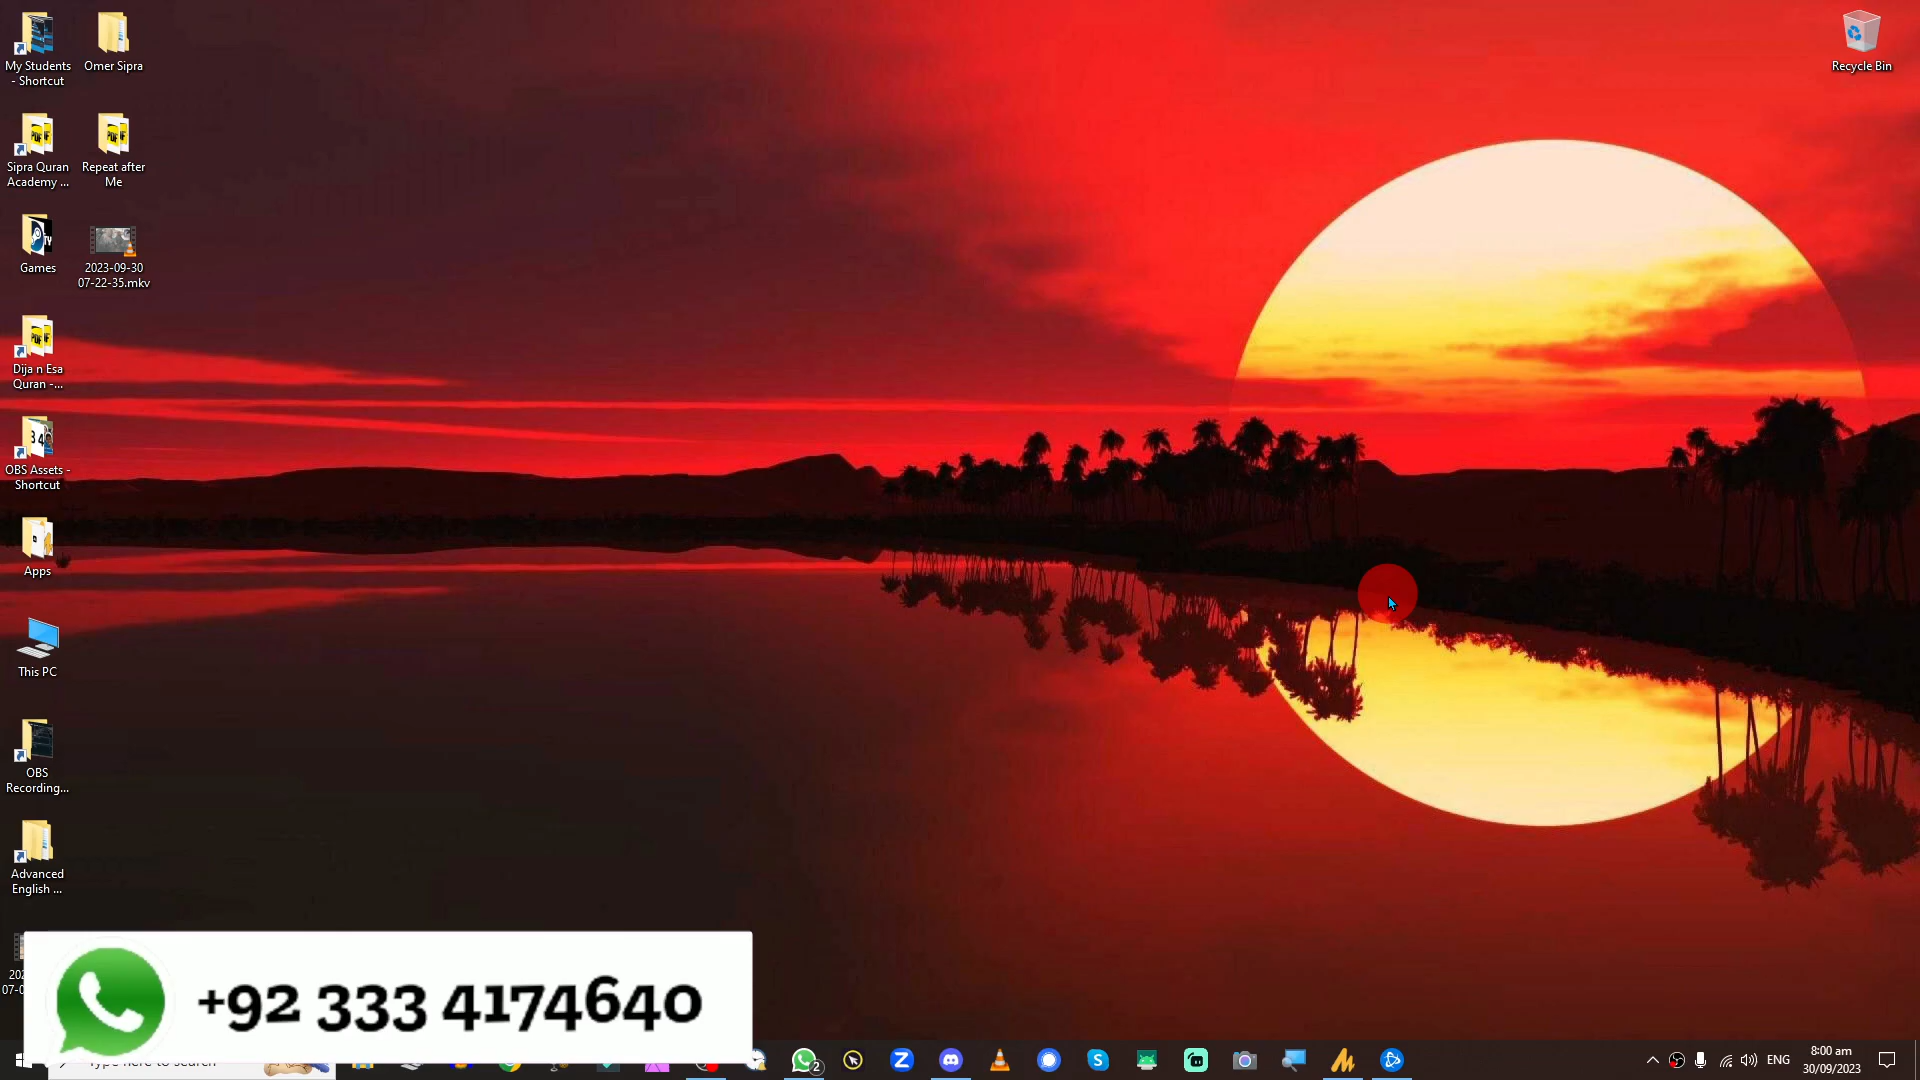 My Students
- Shortcut
Omer Sipra
Recycle Bin
Sipra Quran
Academy ...
Repeat after
Me
Games
2023-09-30
07-22-35.mkv
Dija n Esa
Quran -...
OBS Assets -
Shortcut
Apps
This PC
OBS
Recording...
Advanced
English ...
+92 333 4174640
2
ENG
8:00 am
30/09/2023